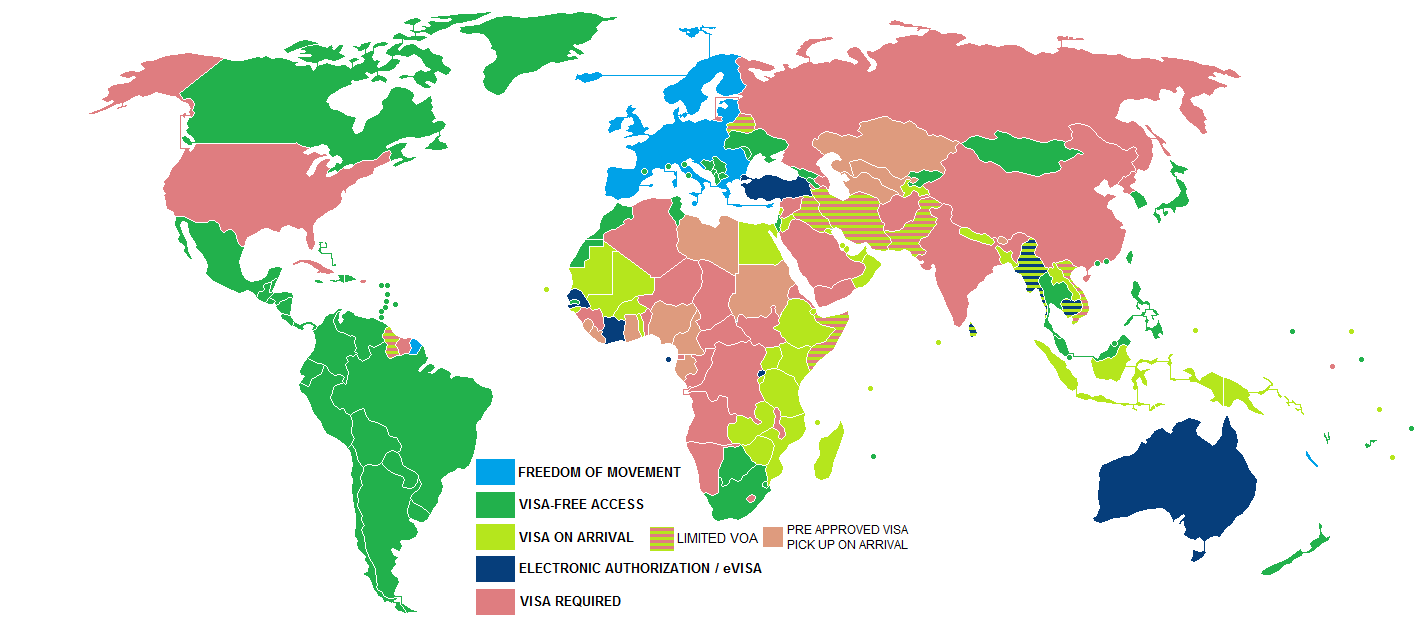 FREEDOM OF MOVEMENT
VISA-FREE ACCESS
VISA ON ARRIVAL
LIMITED VOA
PRE APPROVED VISA
PICK UP ON ARRIVAL
ELECTRONIC AUTHORIZATION / eVISA
VISA REQUIRED